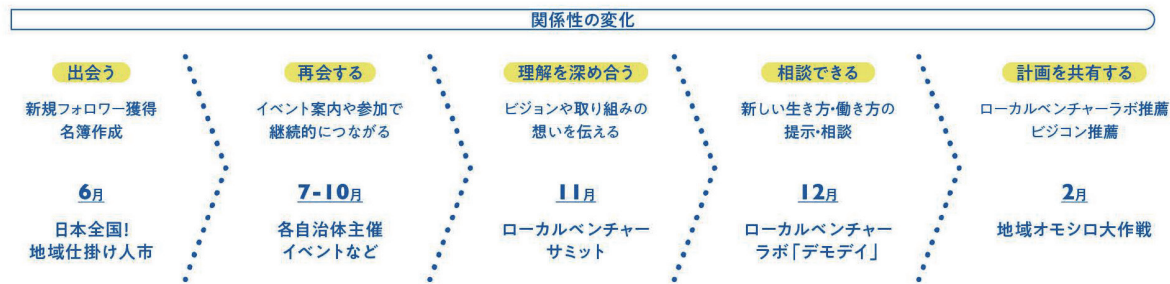 関係性の変化
出会う
新規フォロワー獲得
名簿作成
6月
日本全国!
地域仕掛け人市
再会する
イベント案内や参加で
継続的につながる
7-10月
各自治体主催
イベントなど
理解を深め合う
ビジョンや取り組みの
想いを伝える
11月
ローカルベンチャー
サミット
相談できる
新しい生き方・働き方の
提示・相談
12月
ローカルベンチャー
ラボ「デモデイ」
計画を共有する
ローカルベンチャーラボ推薦
ビジコン推薦
2月
地域オモシロ大作戦